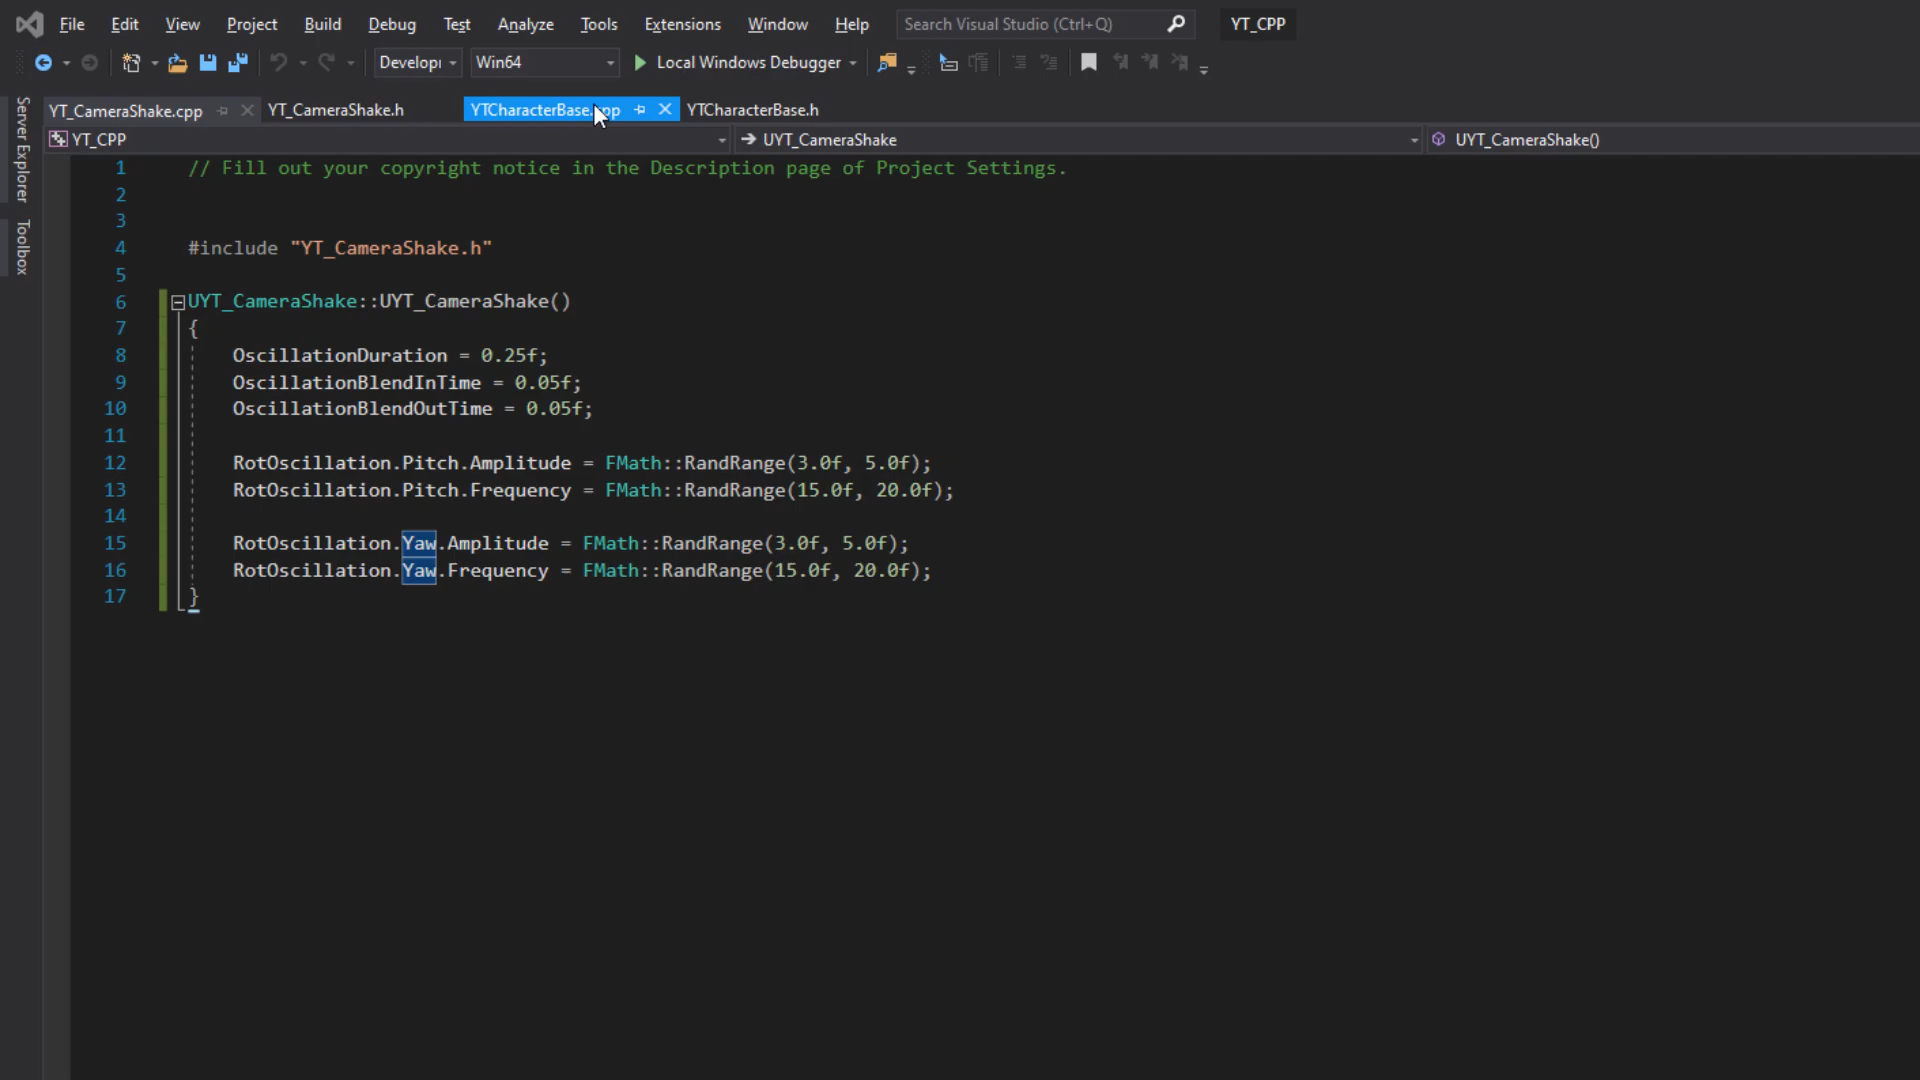 File Edit View Project Build Debug Test Analyze Tools Extensions Window Help Search Visual Studio (Ctrl+Q) YT_CPP
Develop Win64 Local Windows Debugger
YT_CameraShake.cpp YT_CameraShake.h YTCharacterBase.cpp YTCharacterBase.h
YT_CPP UYT_CameraShake UYT_CameraShake()
Server Explorer
Toolbox
1 // Fill out your copyright notice in the Description page of Project Settings.
2
3
4 #include "YT_CameraShake.h"
5
6 UYT_CameraShake::UYT_CameraShake()
7 {
8 OscillationDuration = 0.25f;
9 OscillationBlendInTime = 0.05f;
10 OscillationBlendOutTime = 0.05f;
11
12 RotOscillation.Pitch.Amplitude = FMath::RandRange(3.0f, 5.0f);
13 RotOscillation.Pitch.Frequency = FMath::RandRange(15.0f, 20.0f);
14
15 RotOscillation.Yaw.Amplitude = FMath::RandRange(3.0f, 5.0f);
16 RotOscillation.Yaw.Frequency = FMath::RandRange(15.0f, 20.0f);
17 }